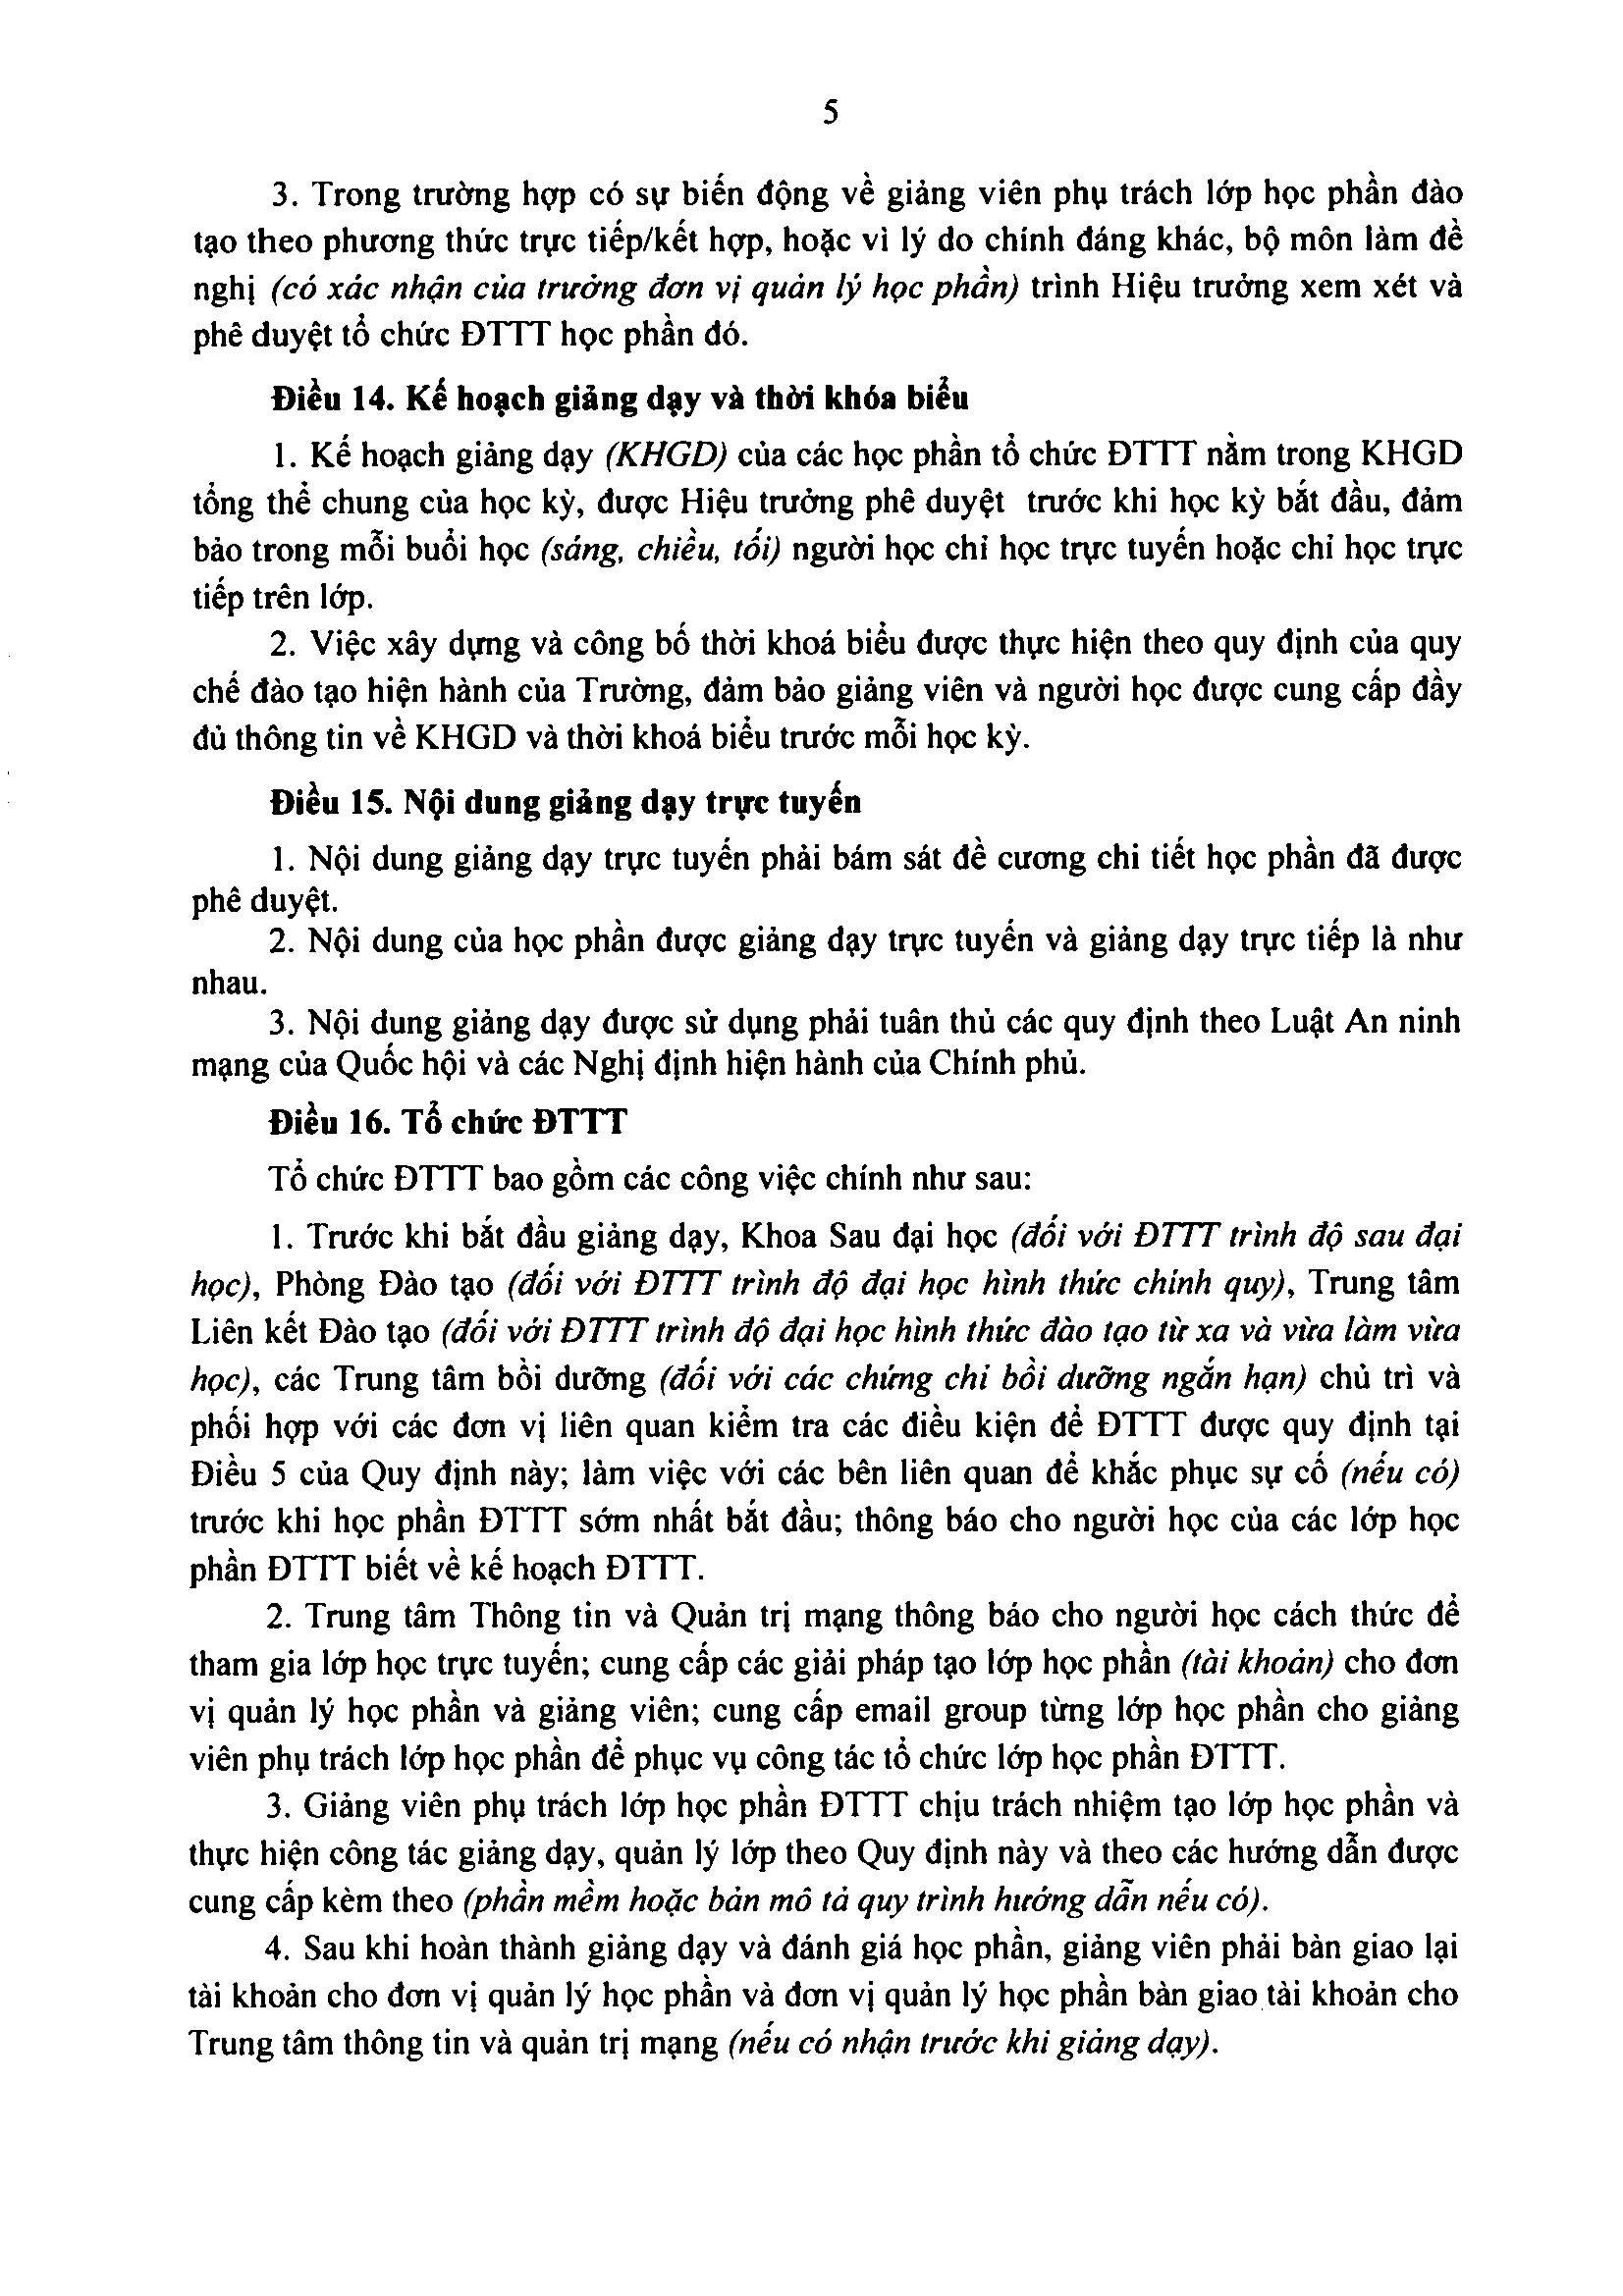 5
3. Trong trường hợp có sự biến động về giảng viên phụ trách lớp học phần đào
tạo theo phương thức trực tiếp/kết hợp, hoặc vì lý do chính đáng khác, bộ môn làm đề
nghị (có xác nhận của trưởng đơn vị quản lý học phần) trình Hiệu trưởng xem xét và
phê duyệt tổ chức ĐTTT học phần đó.
Điều 14. Kế hoạch giảng dạy và thời khóa biểu
1. Kế hoạch giảng dạy (KHGD) của các học phần tổ chức ĐTTT nằm trong KHGD
tổng thể chung của học kỳ, được Hiệu trưởng phê duyệt trước khi học kỳ bắt đầu, đảm
bảo trong mỗi buổi học (sáng, chiều, tối) người học chỉ học trực tuyến hoặc chỉ học trực
tiếp trên lớp.
2. Việc xây dựng và công bố thời khoá biểu được thực hiện theo quy định của quy
chế đào tạo hiện hành của Trường, đảm bảo giảng viên và người học được cung cấp đầy
đủ thông tin về KHGD và thời khoá biểu trước mỗi học kỳ.
Điều 15. Nội dung giảng dạy trực tuyến
1. Nội dung giảng dạy trực tuyến phải bám sát đề cương chi tiết học phần đã được
phê duyệt.
2. Nội dung của học phần được giảng dạy trực tuyến và giảng dạy trực tiếp là như
nhau.
3. Nội dung giảng dạy được sử dụng phải tuân thủ các quy định theo Luật An ninh
mạng của Quốc hội và các Nghị định hiện hành của Chính phủ.
Điều 16. Tổ chức ĐTTT
Tổ chức ĐTTT bao gồm các công việc chính như sau:
1. Trước khi bắt đầu giảng dạy, Khoa Sau đại học (đối với ĐTTT trình độ sau đại
học), Phòng Đào tạo (đối với ĐTTT trình độ đại học hình thức chính quy), Trung tâm
Liên kết Đào tạo (đối với ĐTTT trình độ đại học hình thức đào tạo từ xa và vừa làm vừa
học), các Trung tâm bồi dưỡng (đối với các chứng chỉ bồi dưỡng ngắn hạn) chủ trì và
phối hợp với các đơn vị liên quan kiểm tra các điều kiện để ĐTTT được quy định tại
Điều 5 của Quy định này; làm việc với các bên liên quan để khắc phục sự cố (nếu có)
trước khi học phần ĐTTT sớm nhất bắt đầu; thông báo cho người học của các lớp học
phần ĐTTT biết về kế hoạch ĐTTT.
2. Trung tâm Thông tin và Quản trị mạng thông báo cho người học cách thức để
tham gia lớp học trực tuyến; cung cấp các giải pháp tạo lớp học phần (tài khoản) cho đơn
vị quản lý học phần và giảng viên; cung cấp email group từng lớp học phần cho giảng
viên phụ trách lớp học phần để phục vụ công tác tổ chức lớp học phần ĐTTT.
3. Giảng viên phụ trách lớp học phần ĐTTT chịu trách nhiệm tạo lớp học phần và
thực hiện công tác giảng dạy, quản lý lớp theo Quy định này và theo các hướng dẫn được
cung cấp kèm theo (phần mềm hoặc bản mô tả quy trình hướng dẫn nếu có).
4. Sau khi hoàn thành giảng dạy và đánh giá học phần, giảng viên phải bàn giao lại
tài khoản cho đơn vị quản lý học phần và đơn vị quản lý học phần bàn giao tài khoản cho
Trung tâm thông tin và quản trị mạng (nếu có nhận trước khi giảng dạy).